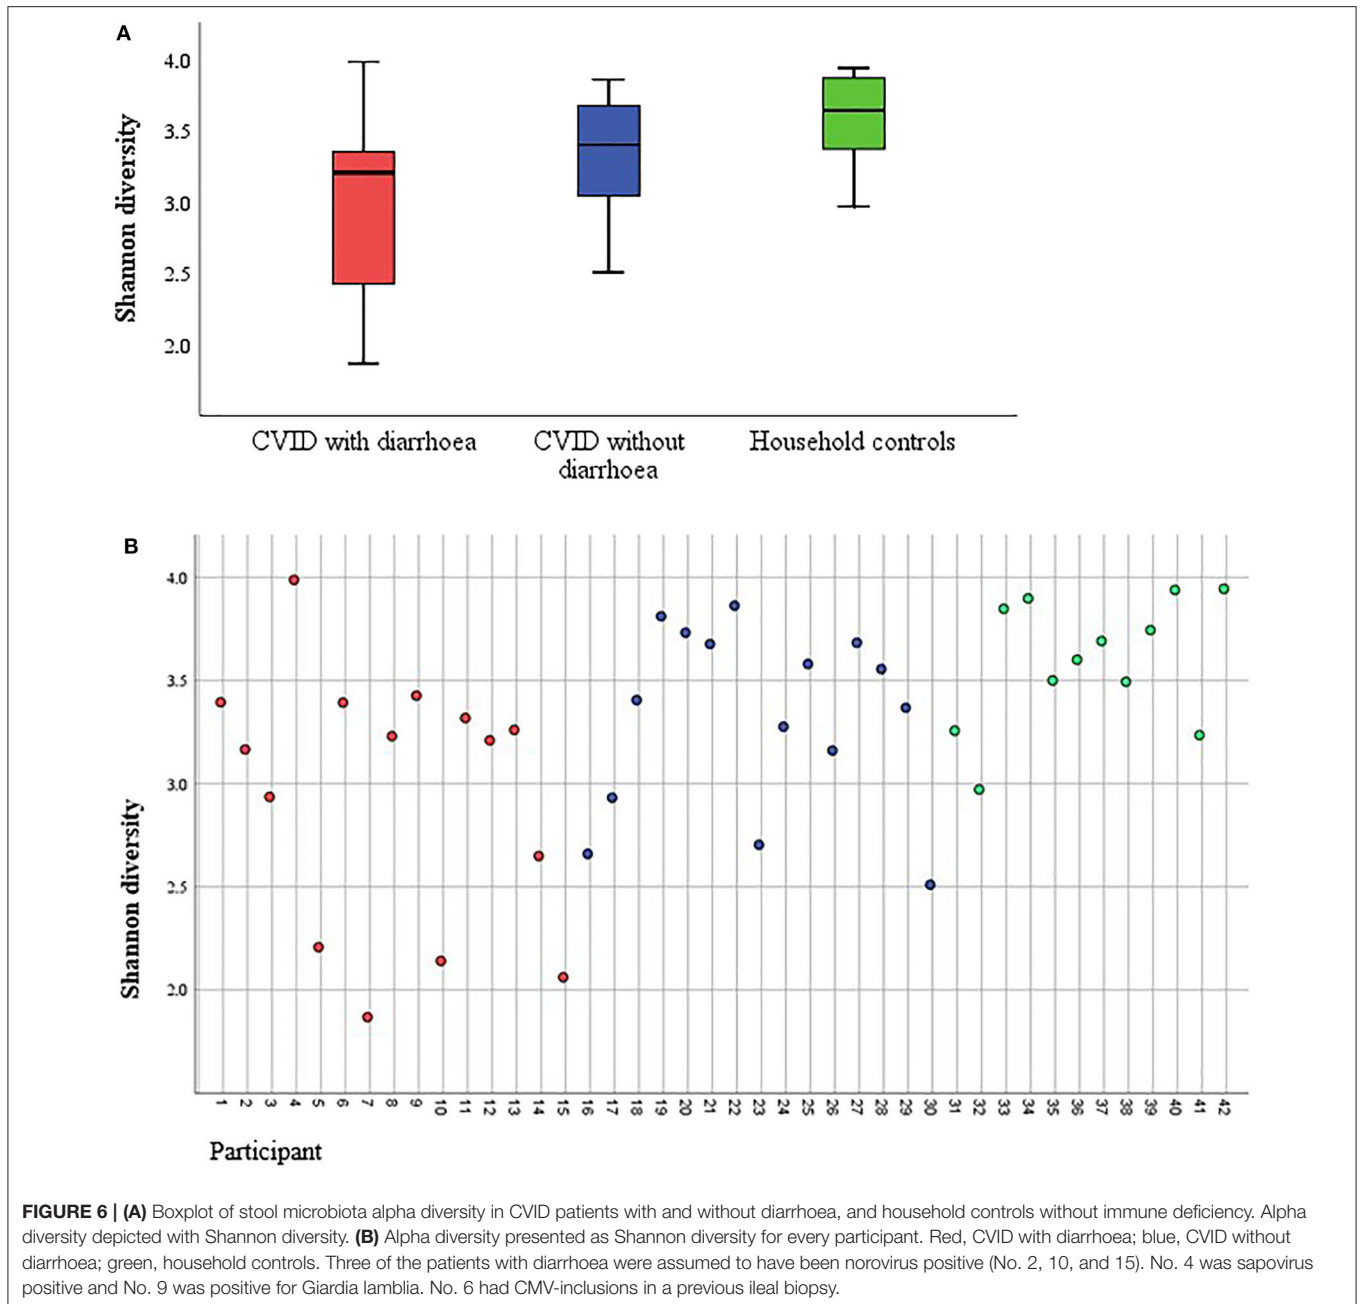 A
4.0
3.5
3.0
2.5
2.0
Shannon diversity
CVID with diarrhoea
CVID without
diarrhoea
Household controls
B
4.0
3.5
3.0
2.5
2.0
Shannon diversity
1 2 3 4 5 6 7 8 9 10 11 12 13 14 15 16 17 18 19 20 21 22 23 24 25 26 27 28 29 30 31 32 33 34 35 36 37 38 39 40 41 42
Participant
FIGURE 6 | (A) Boxplot of stool microbiota alpha diversity in CVID patients with and without diarrhoea, and household controls without immune deficiency. Alpha
diversity depicted with Shannon diversity. (B) Alpha diversity presented as Shannon diversity for every participant. Red, CVID with diarrhoea; blue, CVID without
diarrhoea; green, household controls. Three of the patients with diarrhoea were assumed to have been norovirus positive (No. 2, 10, and 15). No. 4 was sapovirus
positive and No. 9 was positive for Giardia lamblia. No. 6 had CMV-inclusions in a previous ileal biopsy.